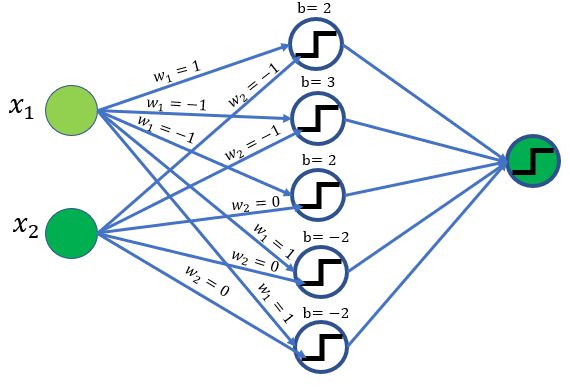 b= 2
w₁ = 1
w₂ = −1
x₁
w₁ = −1
b= 3
w₁ = −1
w₂ = −1
b= 2
w₂ = 0
x₂
w₁ = 1
b= −2
w₂ = 0
w₂ = 0
w₁ = 1
b= −2